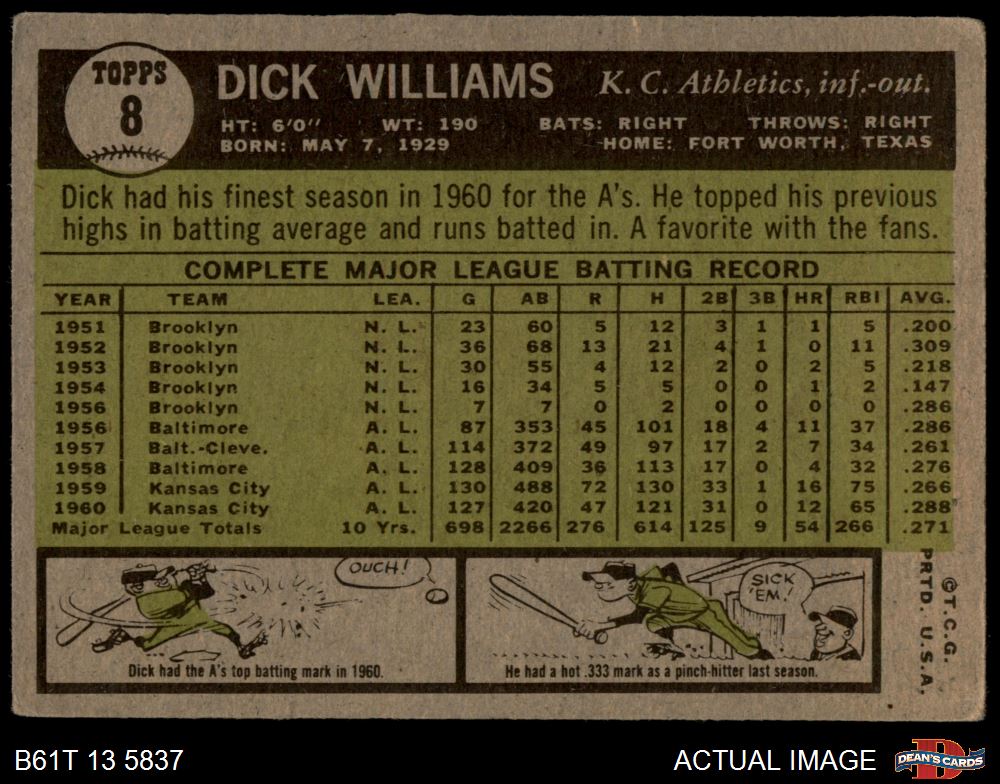 TOPPS
8
DICK WILLIAMS K. C. Athletics, inf.-out.
HT: 6'0" WT: 190 BATS: RIGHT THROWS: RIGHT
BORN: MAY 7, 1929 HOME: FORT WORTH, TEXAS
Dick had his finest season in 1960 for the A's. He topped his previous
highs in batting average and runs batted in. A favorite with the fans.
COMPLETE MAJOR LEAGUE BATTING RECORD
YEAR TEAM LEA. G AB R H 2B 3B HR RBI AVG.
1951 Brooklyn N. L. 23 60 5 12 3 1 1 5 .200
1952 Brooklyn N. L. 36 68 13 21 4 1 0 11 .309
1953 Brooklyn N. L. 30 55 4 12 2 0 2 5 .218
1954 Brooklyn N. L. 16 34 5 5 0 0 1 2 .147
1956 Brooklyn N. L. 7 7 0 2 0 0 0 0 .286
1956 Baltimore A. L. 87 353 45 101 18 4 11 37 .286
1957 Balt.-Cleve. A. L. 114 372 49 97 17 2 7 34 .261
1958 Baltimore A. L. 128 409 36 113 17 0 4 32 .276
1959 Kansas City A. L. 130 488 72 130 33 1 16 75 .266
1960 Kansas City A. L. 127 420 47 121 31 0 12 65 .288
Major League Totals 10 Yrs. 698 2266 276 614 125 9 54 266 .271
OUCH!
Dick had the A's top batting mark in 1960.
SICK
'EM!
He had a hot .333 mark as a pinch-hitter last season.
©T.C.G.
PRTD. U.S.A.
B61T 13 5837
ACTUAL IMAGE
D
DEAN'S CARDS